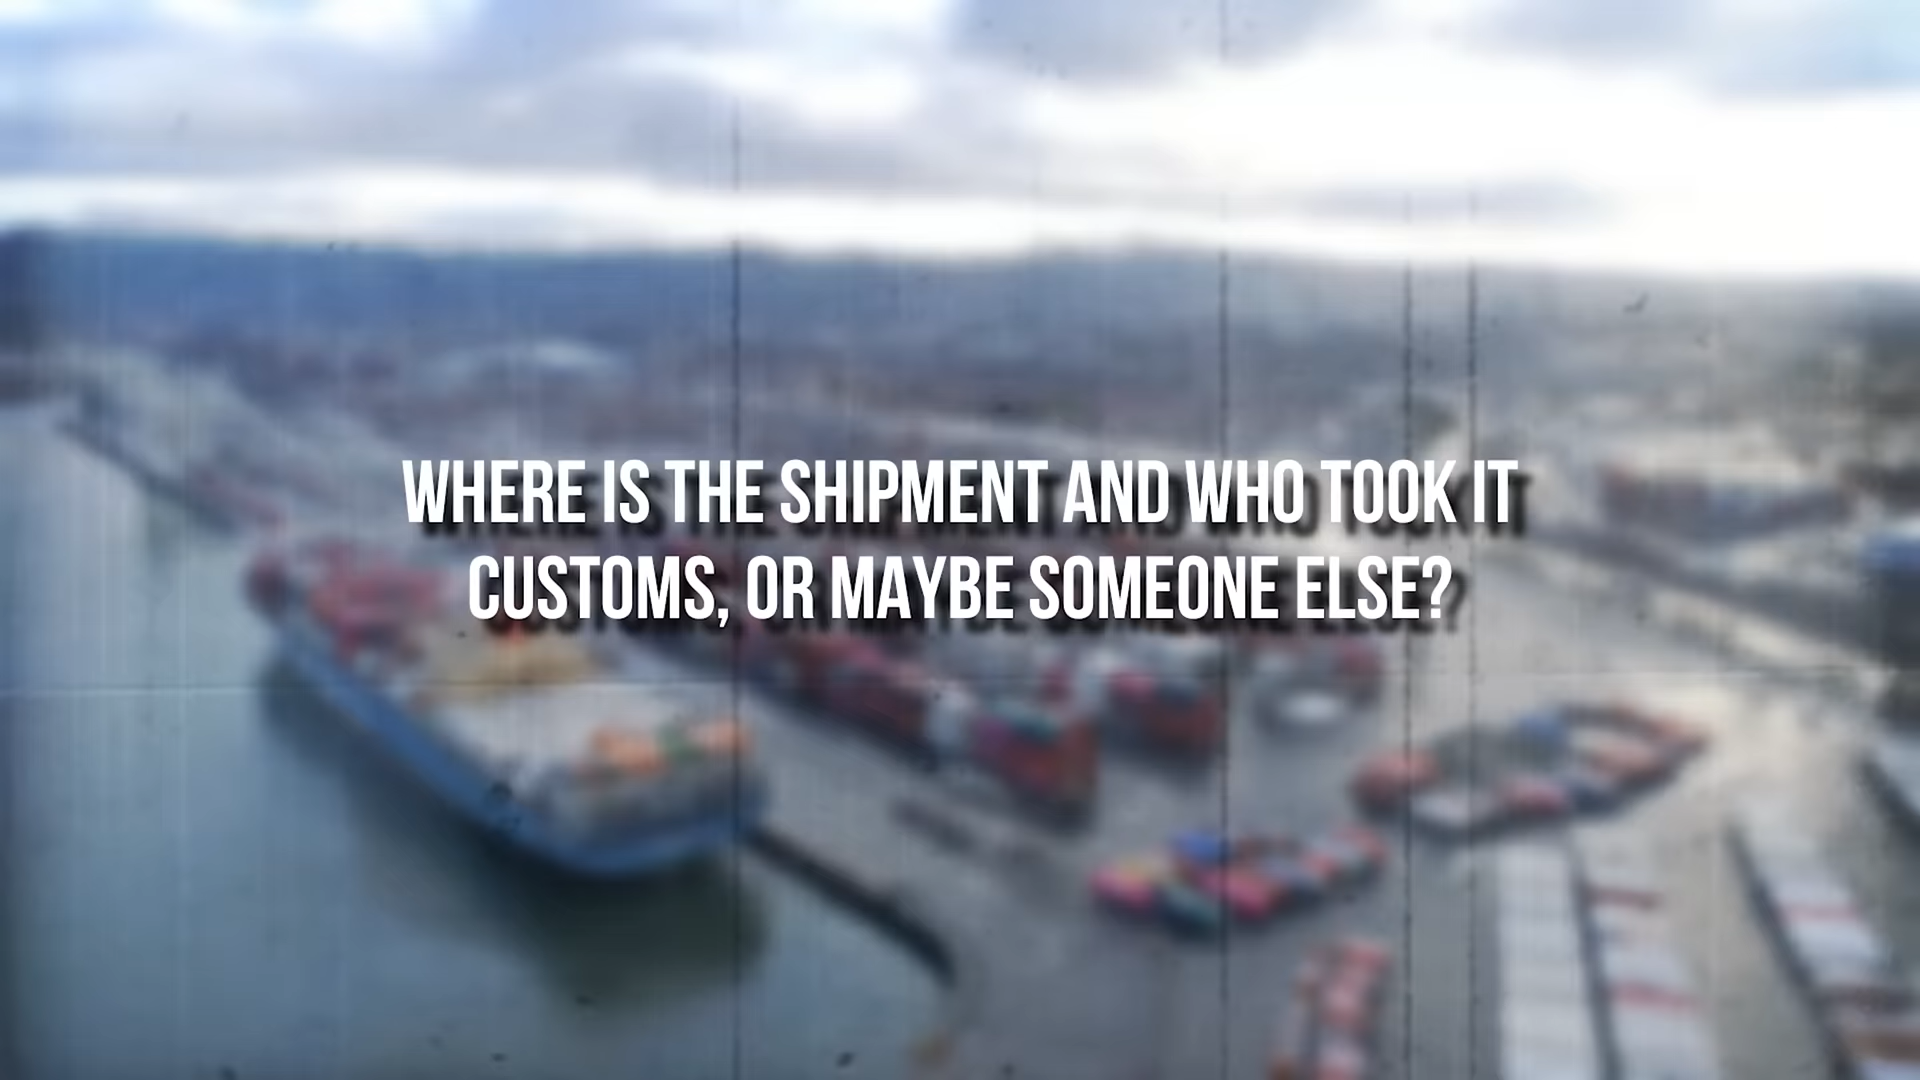 WHERE IS THE SHIPMENT AND WHO TOOK IT
CUSTOMS, OR MAYBE SOMEONE ELSE?